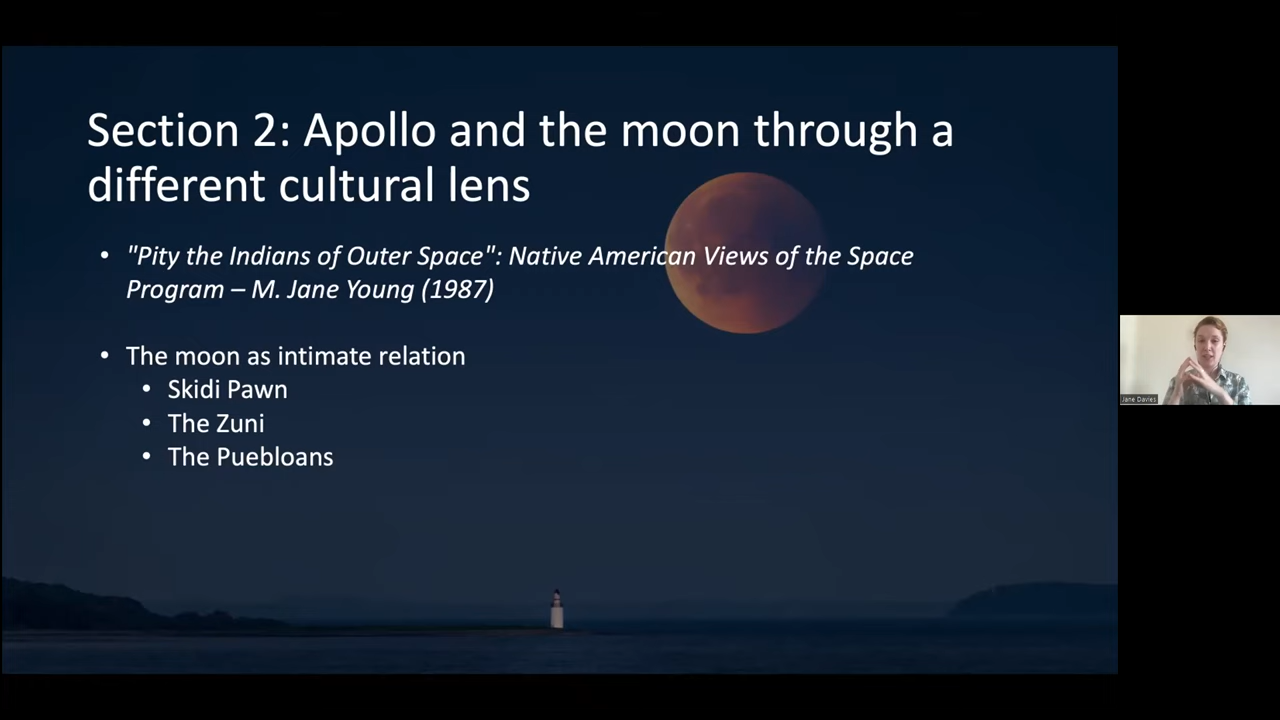 Section 2: Apollo and the moon through a
different cultural lens
• "Pity the Indians of Outer Space": Native American Views of the Space
Program – M. Jane Young (1987)
• The moon as intimate relation
• Skidi Pawn
• The Zuni
• The Puebloans
Jane Davies